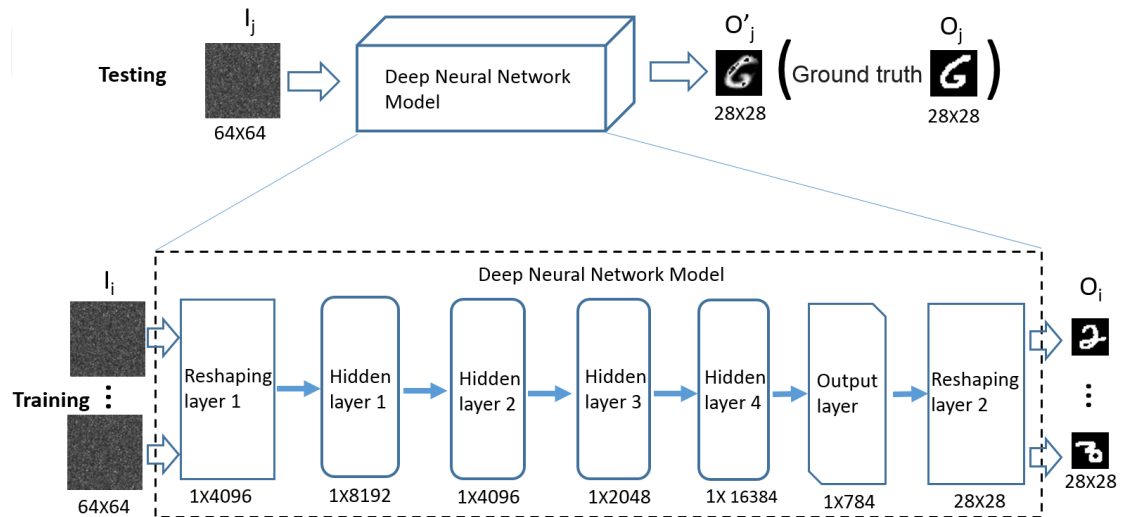 I_j
O'_j
O_j
Testing
Deep Neural Network
Model
( Ground truth )
64X64
28X28
28X28
Deep Neural Network Model
I_i
O_i
Training
Reshaping
layer 1
Hidden
layer 1
Hidden
layer 2
Hidden
layer 3
Hidden
layer 4
Output
layer
Reshaping
layer 2
64X64
1X4096
1X8192
1X4096
1X2048
1X 16384
1X784
28X28
28X28